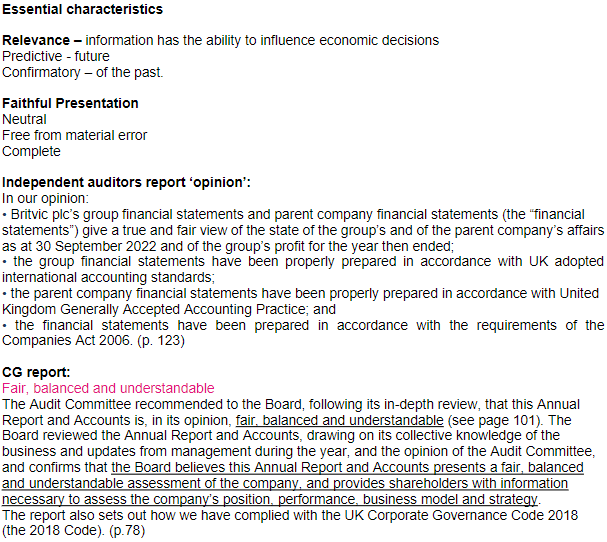 Essential characteristics
Relevance – information has the ability to influence economic decisions
Predictive - future
Confirmatory – of the past.
Faithful Presentation
Neutral
Free from material error
Complete
Independent auditors report ‘opinion’:
In our opinion:
• Britvic plc’s group financial statements and parent company financial statements (the “financial
statements”) give a true and fair view of the state of the group’s and of the parent company’s affairs
as at 30 September 2022 and of the group’s profit for the year then ended;
• the group financial statements have been properly prepared in accordance with UK adopted
international accounting standards;
• the parent company financial statements have been properly prepared in accordance with United
Kingdom Generally Accepted Accounting Practice; and
• the financial statements have been prepared in accordance with the requirements of the
Companies Act 2006. (p. 123)
CG report:
Fair, balanced and understandable
The Audit Committee recommended to the Board, following its in-depth review, that this Annual
Report and Accounts is, in its opinion, fair, balanced and understandable (see page 101). The
Board reviewed the Annual Report and Accounts, drawing on its collective knowledge of the
business and updates from management during the year, and the opinion of the Audit Committee,
and confirms that the Board believes this Annual Report and Accounts presents a fair, balanced
and understandable assessment of the company, and provides shareholders with information
necessary to assess the company’s position, performance, business model and strategy.
The report also sets out how we have complied with the UK Corporate Governance Code 2018
(the 2018 Code). (p.78)